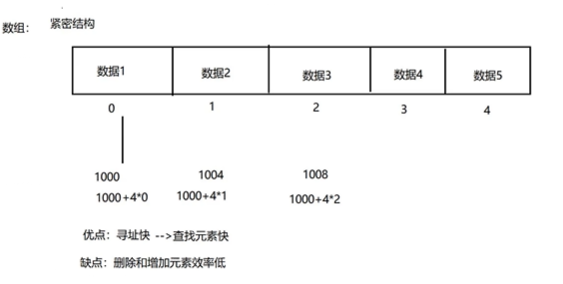 数组： 紧密结构
数据1 数据2 数据3 数据4 数据5
0 1 2 3 4
1000 1004 1008
1000+4*0 1000+4*1 1000+4*2
优点：寻址快 -->查找元素快
缺点：删除和增加元素效率低